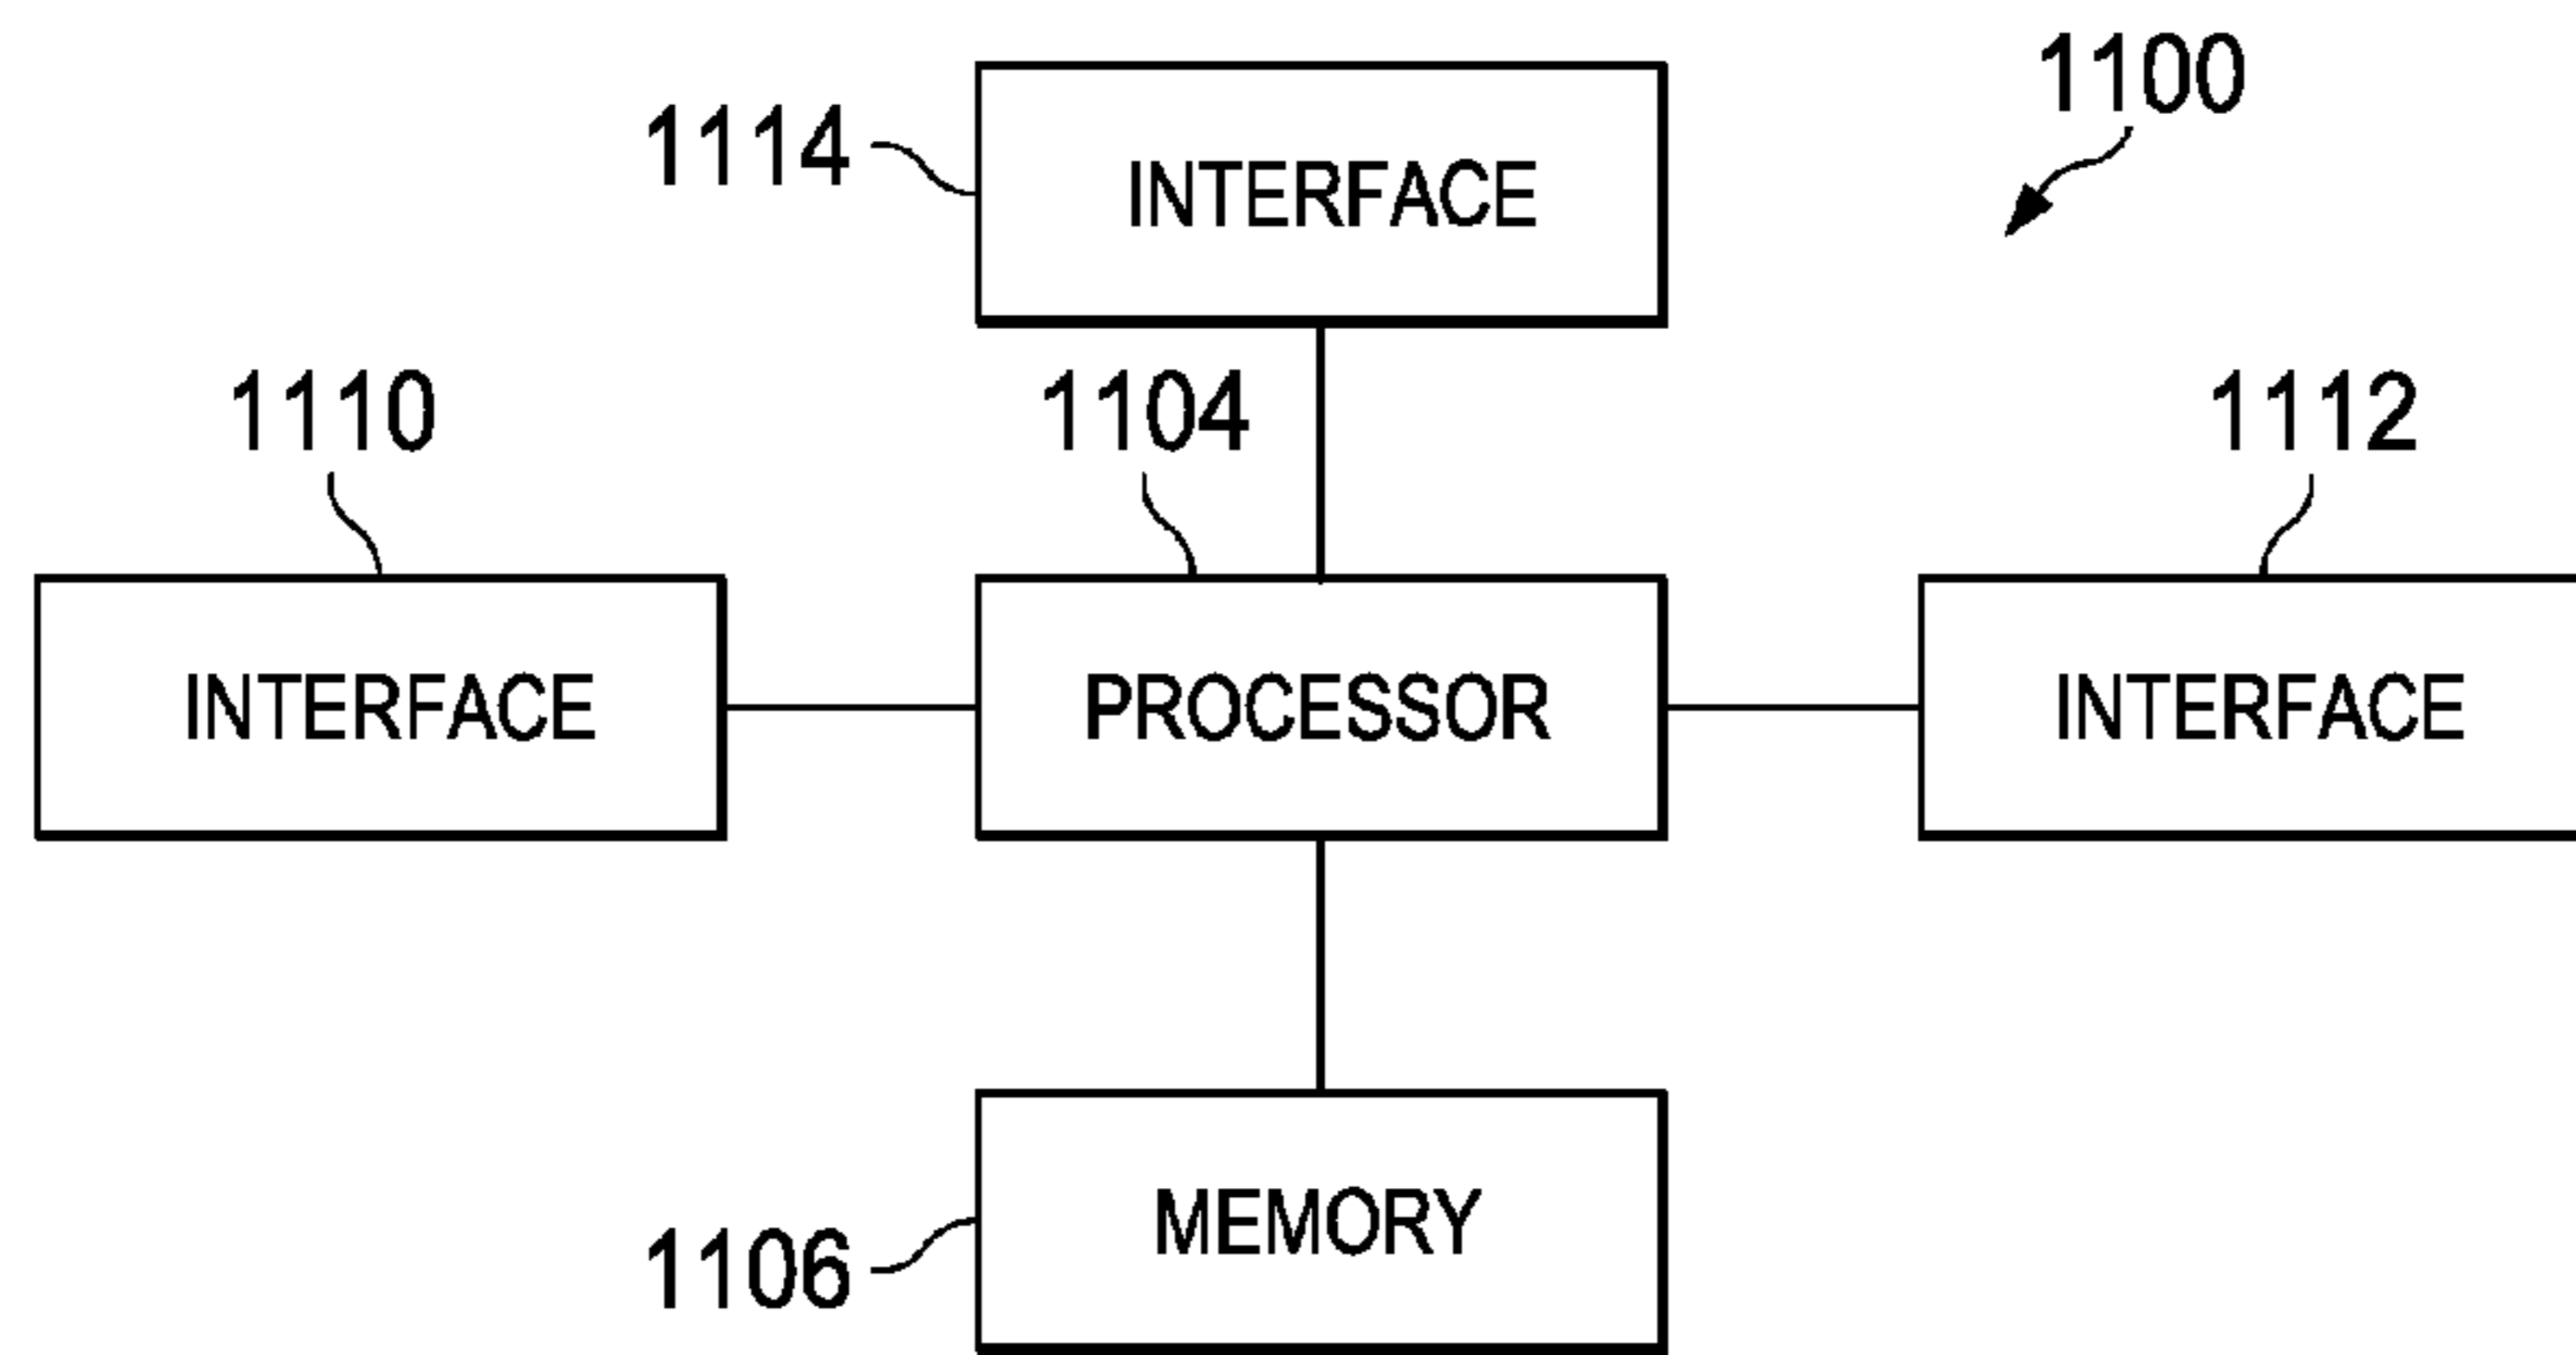 1100
1114
INTERFACE
1110
1104
1112
INTERFACE
PROCESSOR
INTERFACE
MEMORY
1106